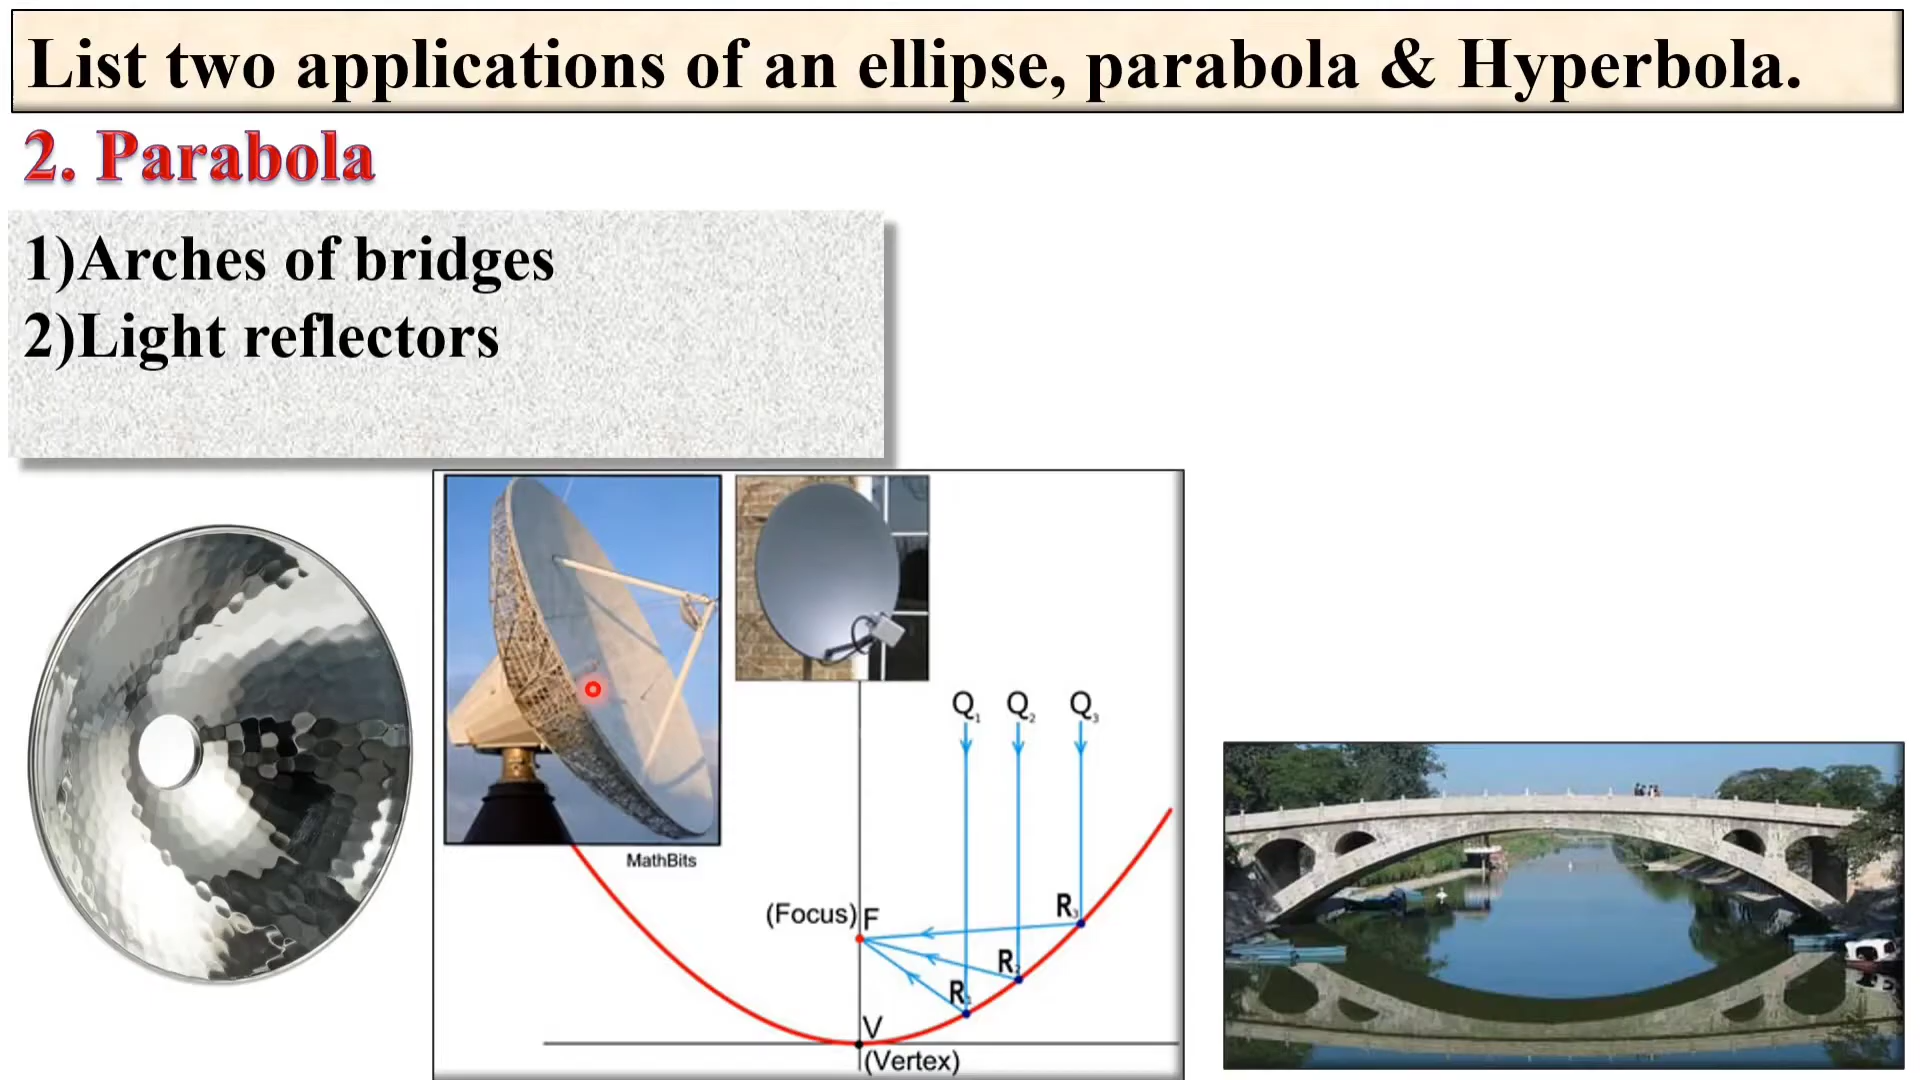 List two applications of an ellipse, parabola & Hyperbola.
2. Parabola
1)Arches of bridges
2)Light reflectors
MathBits
Q₁ Q₂ Q₃
(Focus) F
R₃
R₂
R₁
V
(Vertex)